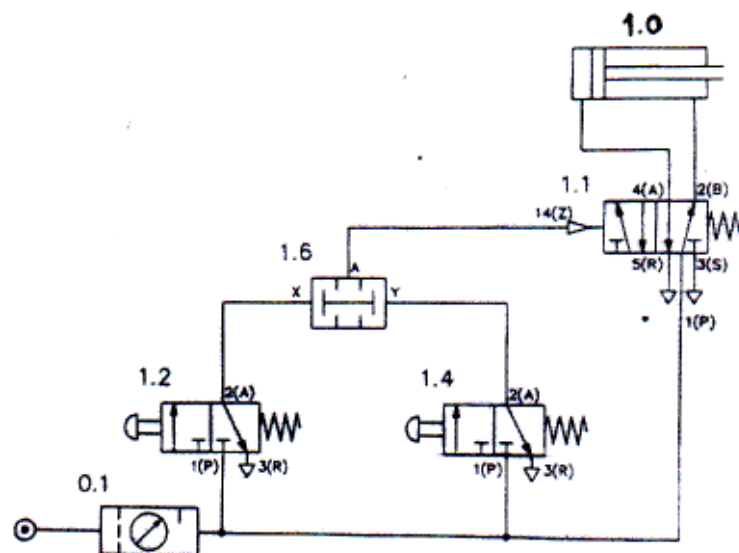 1.0
1.1
4(A)
2(B)
14(Z)
5(R)
3(S)
1(P)
1.6
A
X
Y
1.2
2(A)
1(P)
3(R)
1.4
2(A)
1(P)
3(R)
0.1